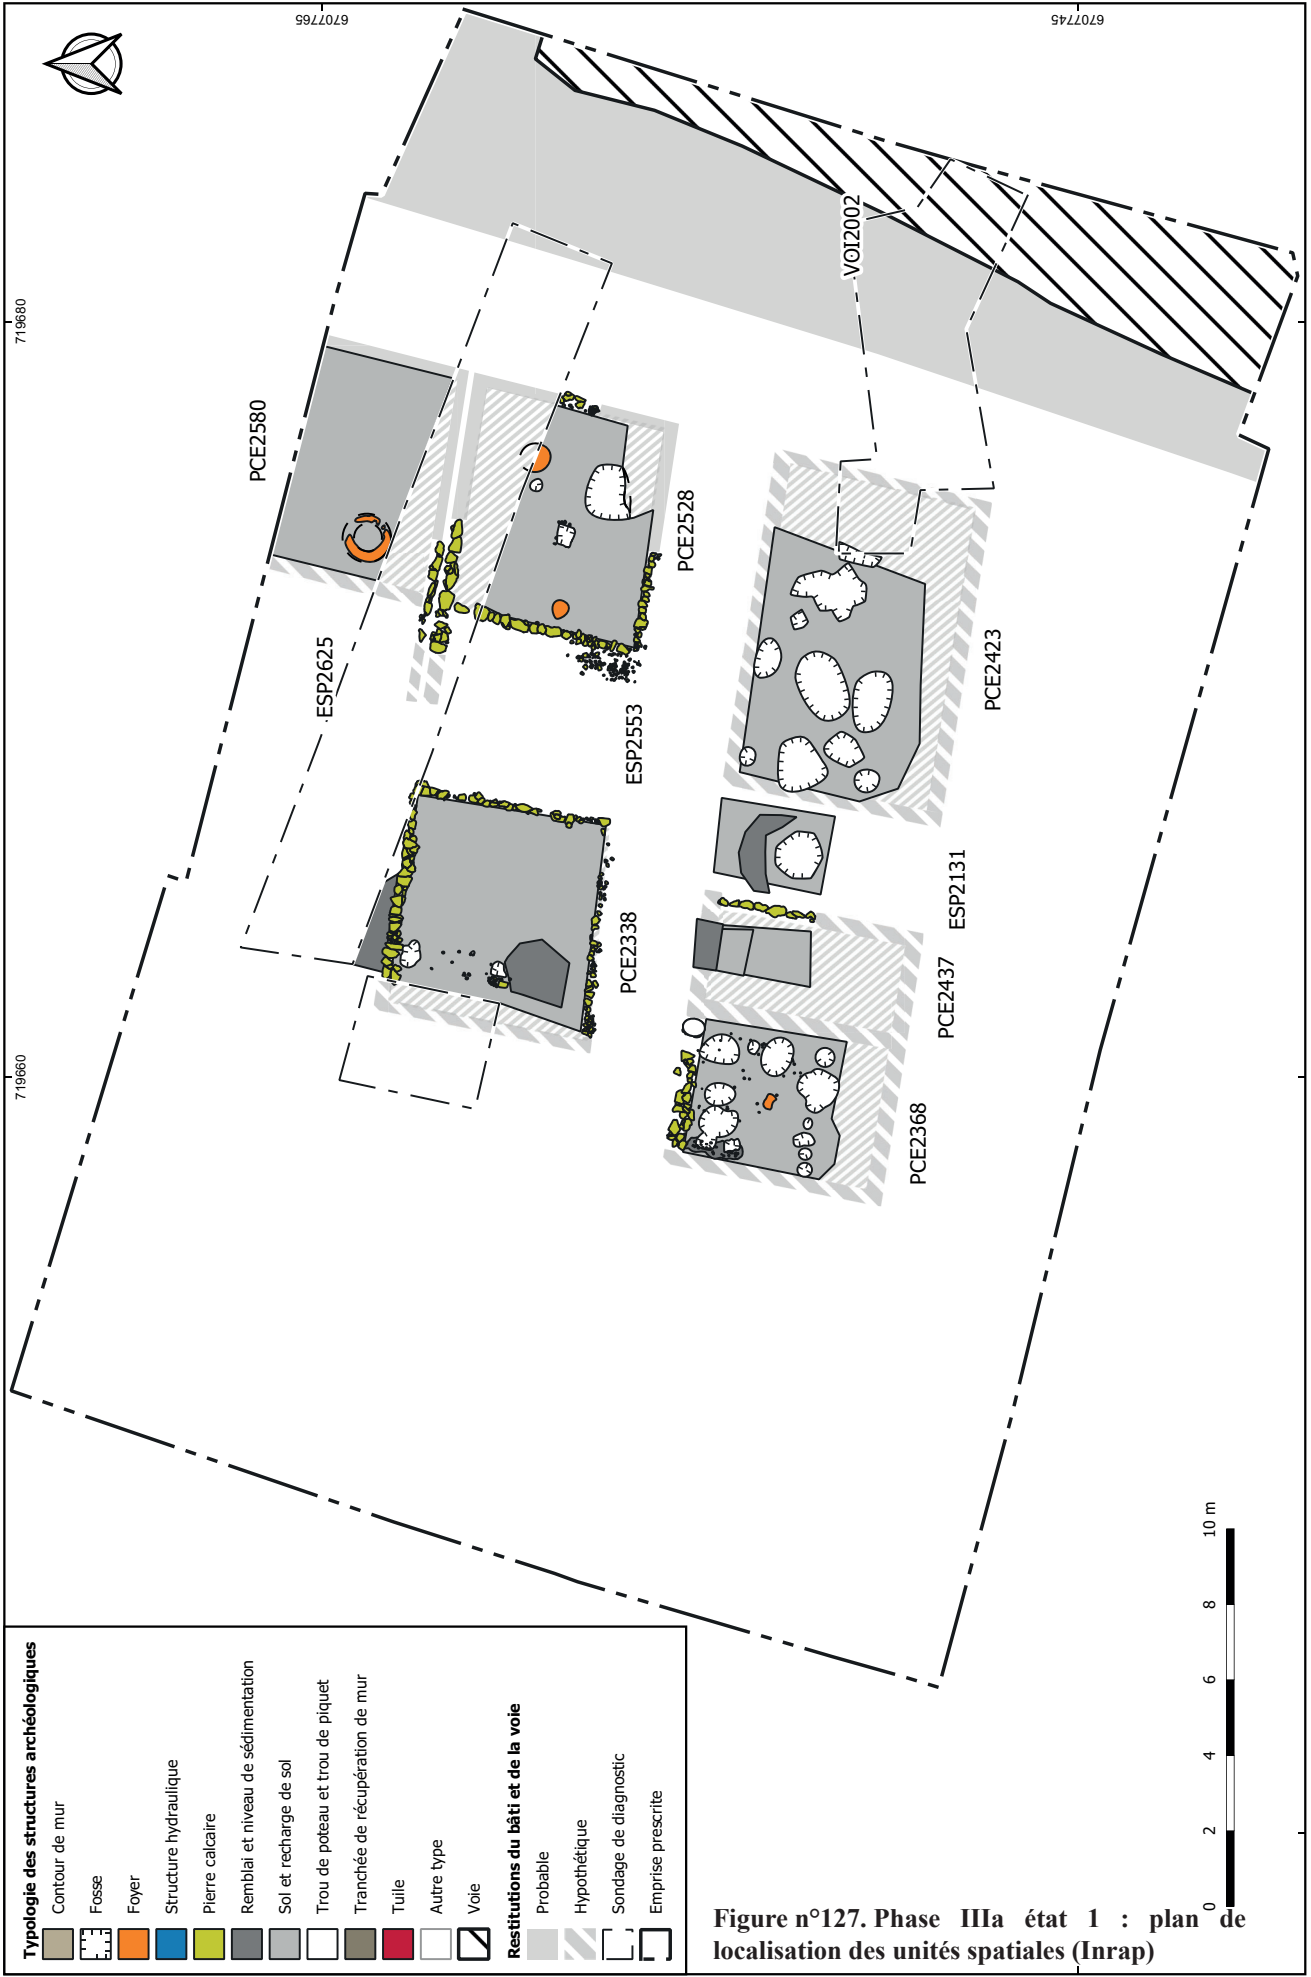 6707765
6707745
719680
719660
VOI2002
PCE2580
ESP2625
PCE2528
ESP2553
PCE2423
PCE2338
ESP2131
PCE2437
PCE2368
Typologie des structures archéologiques
Contour de mur
Fosse
Foyer
Structure hydraulique
Pierre calcaire
Remblai et niveau de sédimentation
Sol et recharge de sol
Trou de poteau et trou de piquet
Tranchée de récupération de mur
Tuile
Autre type
Voie
Restitutions du bâti et de la voie
Probable
Hypothétique
Sondage de diagnostic
Emprise prescrite
0 2 4 6 8 10 m
Figure n°127. Phase IIIa état 1 : plan de
localisation des unités spatiales (Inrap)